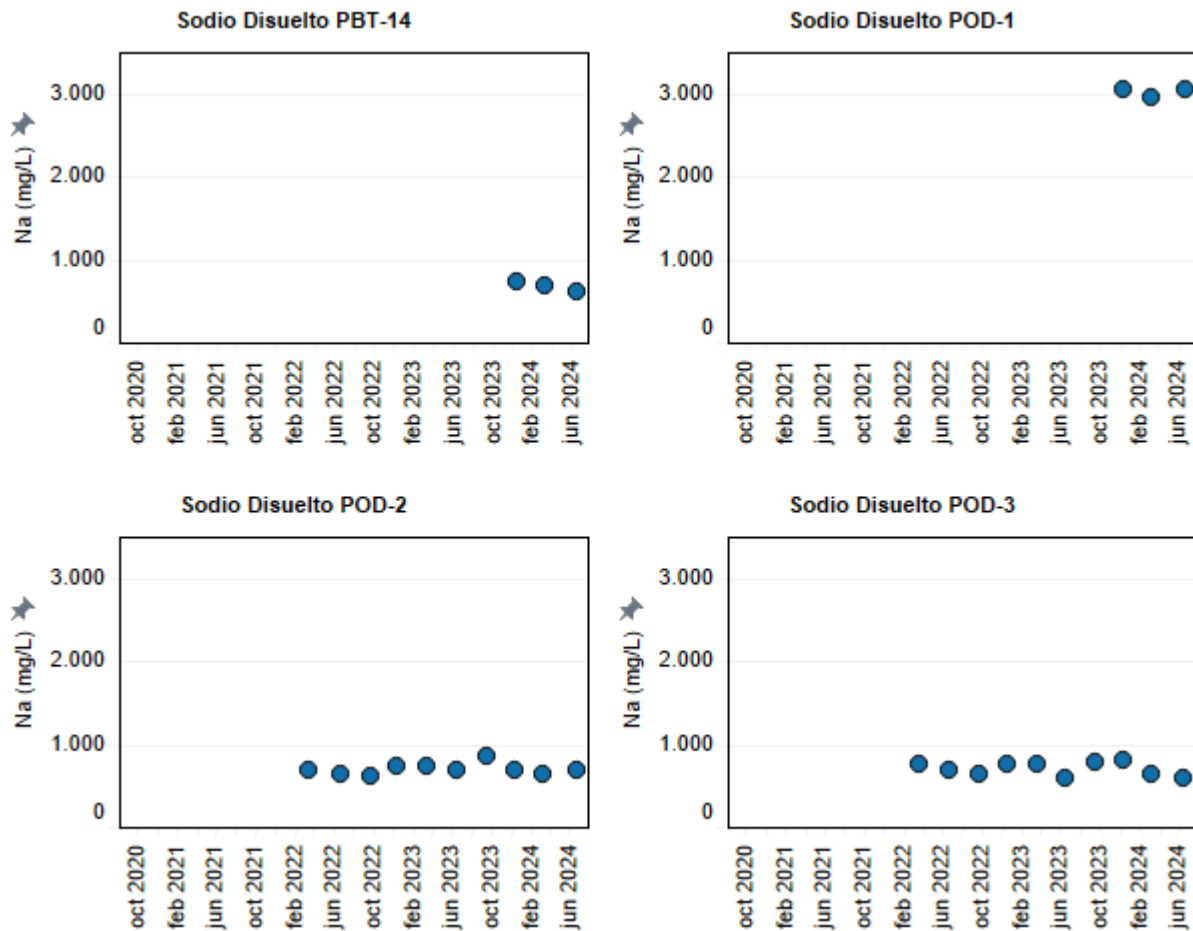 Sodio Disuelto PBT-14
Na (mg/L)
3.000
2.000
1.000
0
oct 2020
feb 2021
jun 2021
oct 2021
feb 2022
jun 2022
oct 2022
feb 2023
jun 2023
oct 2023
feb 2024
jun 2024
Sodio Disuelto POD-1
Na (mg/L)
3.000
2.000
1.000
0
oct 2020
feb 2021
jun 2021
oct 2021
feb 2022
jun 2022
oct 2022
feb 2023
jun 2023
oct 2023
feb 2024
jun 2024
Sodio Disuelto POD-2
Na (mg/L)
3.000
2.000
1.000
0
oct 2020
feb 2021
jun 2021
oct 2021
feb 2022
jun 2022
oct 2022
feb 2023
jun 2023
oct 2023
feb 2024
jun 2024
Sodio Disuelto POD-3
Na (mg/L)
3.000
2.000
1.000
0
oct 2020
feb 2021
jun 2021
oct 2021
feb 2022
jun 2022
oct 2022
feb 2023
jun 2023
oct 2023
feb 2024
jun 2024